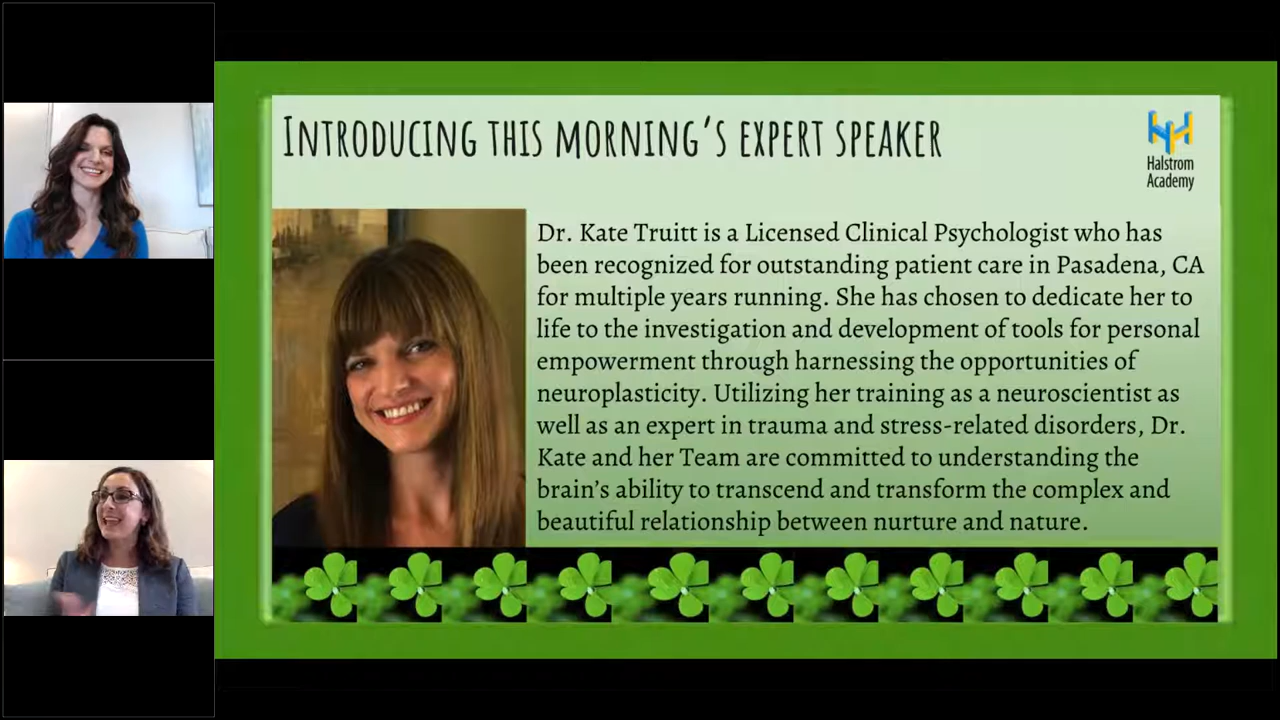 INTRODUCING THIS MORNING'S EXPERT SPEAKER
Halstrom
Academy
Dr. Kate Truitt is a Licensed Clinical Psychologist who has
been recognized for outstanding patient care in Pasadena, CA
for multiple years running. She has chosen to dedicate her to
life to the investigation and development of tools for personal
empowerment through harnessing the opportunities of
neuroplasticity. Utilizing her training as a neuroscientist as
well as an expert in trauma and stress-related disorders, Dr.
Kate and her Team are committed to understanding the
brain's ability to transcend and transform the complex and
beautiful relationship between nurture and nature.